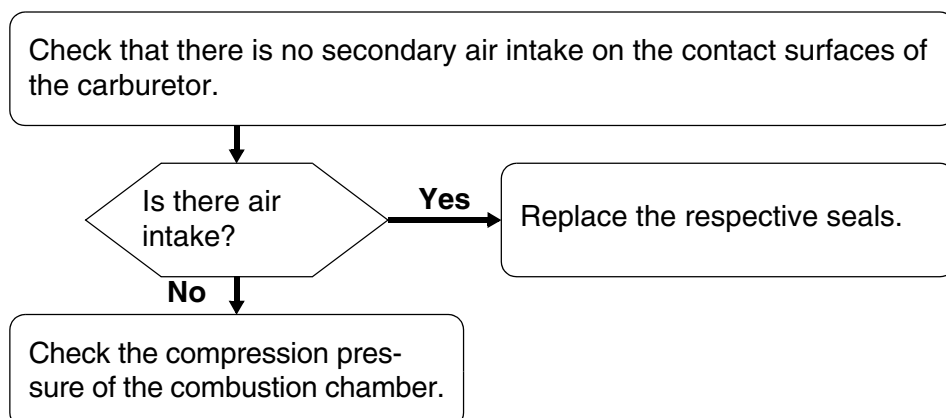 Check that there is no secondary air intake on the contact surfaces of
the carburetor.
Is there air
intake?
Yes
Replace the respective seals.
No
Check the compression pres-
sure of the combustion chamber.